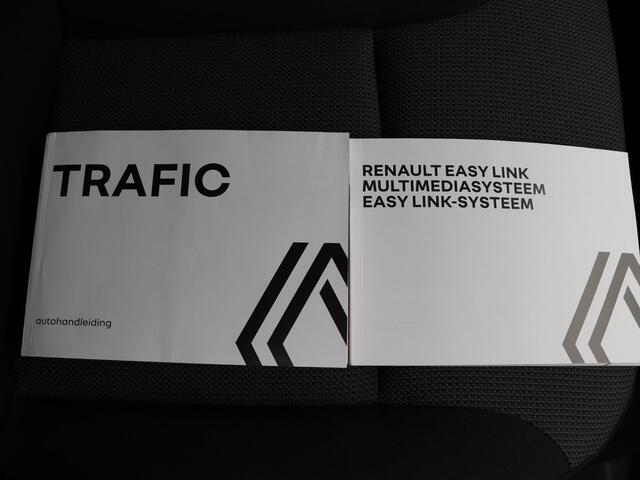 TRAFIC
autohandleiding
RENAULT EASY LINK
MULTIMEDIASYSTEEM
EASY LINK-SYSTEEM